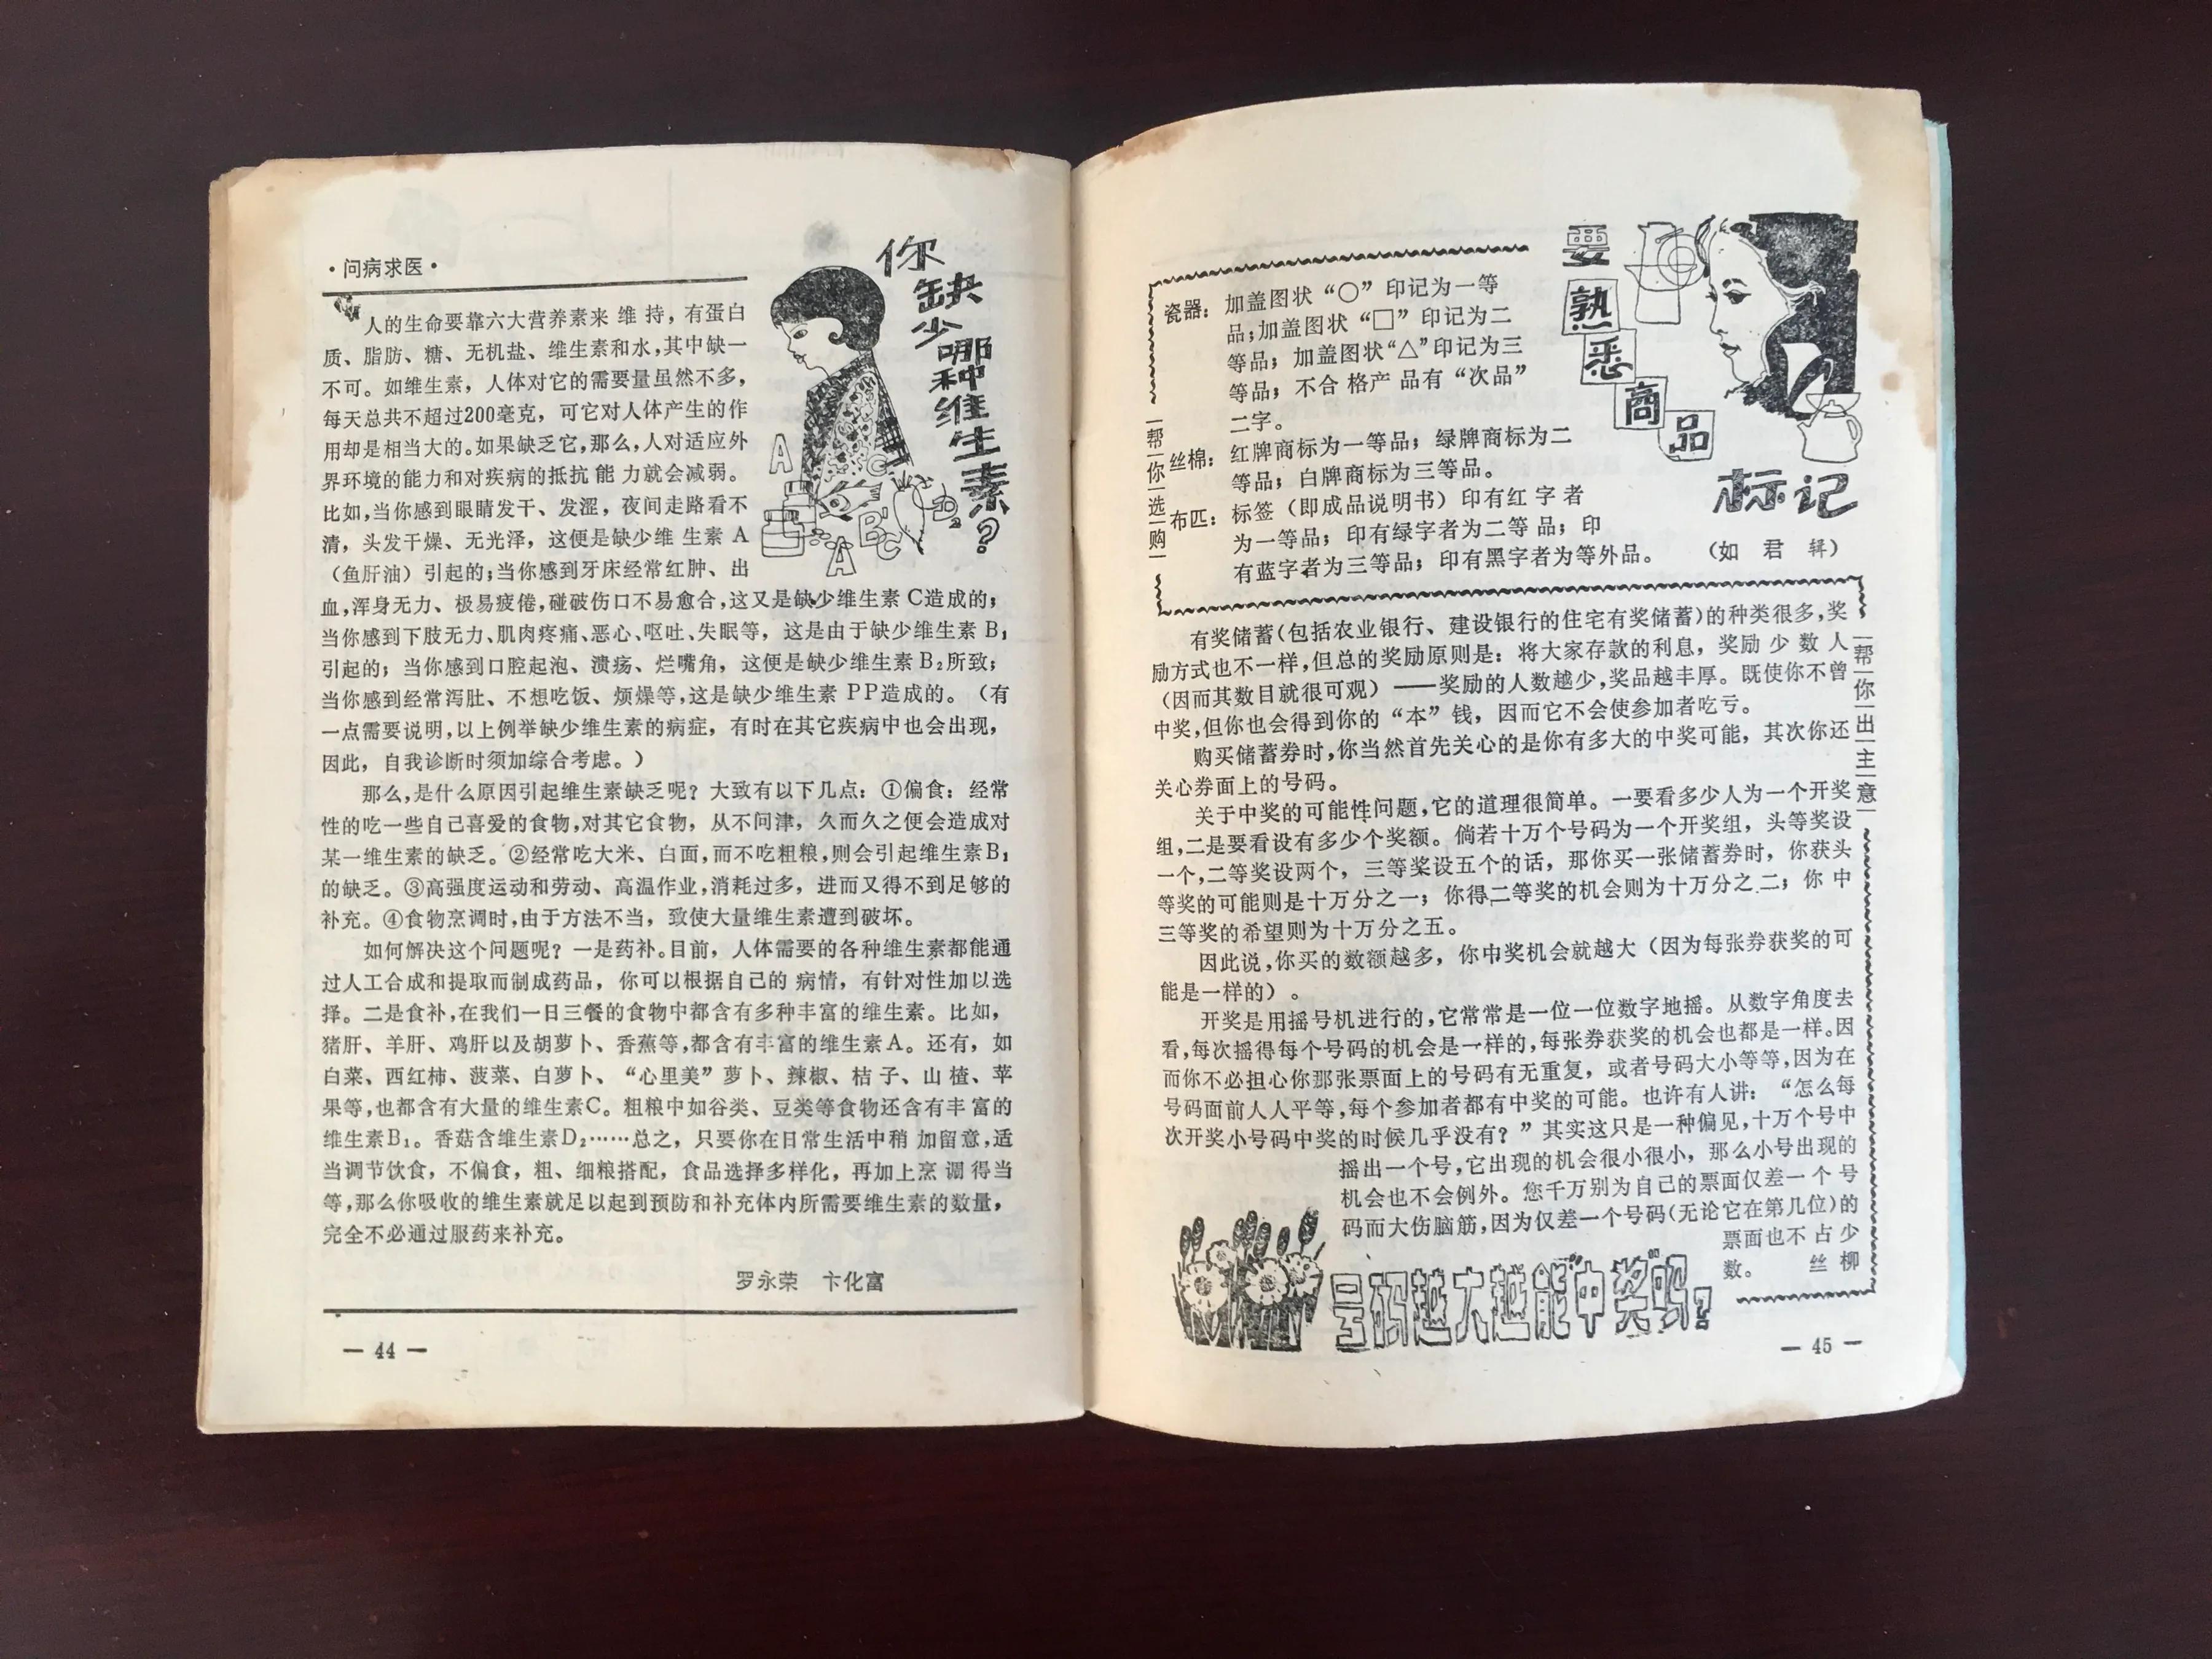 ·问病求医·
你缺少哪种维生素？
人的生命要靠六大营养素来维持，有蛋白
质、脂肪、糖、无机盐、维生素和水，其中缺一
不可。如维生素，人体对它的需要量虽然不多，
每天总共不超过200毫克，可它对人体产生的作
用却是相当大的。如果缺乏它，那么，人对适应外
界环境的能力和对疾病的抵抗能力就会减弱。
比如，当你感到眼睛发干、发涩，夜间走路看不
清，头发干燥、无光泽，这便是缺少维生素A
（鱼肝油）引起的；当你感到牙床经常红肿、出
血，浑身无力、极易疲倦，碰破伤口不易愈合，这又是缺少维生素C造成的；
当你感到下肢无力、肌肉疼痛、恶心、呕吐、失眠等，这是由于缺少维生素B₁
引起的；当你感到口腔起泡、溃疡、烂嘴角，这便是缺少维生素B₂所致；
当你感到经常泻肚、不想吃饭、烦燥等，这是缺少维生素PP造成的。（有
一点需要说明，以上例举缺少维生素的病症，有时在其它疾病中也会出现，
因此，自我诊断时须加综合考虑。）
那么，是什么原因引起维生素缺乏呢？大致有以下几点：①偏食：经常
性的吃一些自己喜爱的食物，对其它食物，从不问津，久而久之便会造成对
某一维生素的缺乏。②经常吃大米、白面，而不吃粗粮，则会引起维生素B₁
的缺乏。③高强度运动和劳动、高温作业，消耗过多，进而又得不到足够的
补充。④食物烹调时，由于方法不当，致使大量维生素遭到破坏。
如何解决这个问题呢？一是药补。目前，人体需要的各种维生素都能通
过人工合成和提取而制成药品，你可以根据自己的病情，有针对性加以选
择。二是食补，在我们一日三餐的食物中都含有多种丰富的维生素。比如，
猪肝、羊肝、鸡肝以及胡萝卜、香蕉等，都含有丰富的维生素A。还有，如
白菜、西红柿、菠菜、白萝卜、“心里美”萝卜、辣椒、桔子、山楂、苹
果等，也都含有大量的维生素C。粗粮中如谷类、豆类等食物还含有丰富的
维生素B₁。香菇含维生素D₂……总之，只要你在日常生活中稍加留意，适
当调节饮食，不偏食，粗、细粮搭配，食品选择多样化，再加上烹调得当
等，那么你吸收的维生素就足以起到预防和补充体内所需要维生素的数量，
完全不必通过服药来补充。
罗永荣 卞化富
— 44 —
要熟悉商品标记
帮你选购
瓷器：加盖图状“○”印记为一等
品；加盖图状“□”印记为二
等品；加盖图状“△”印记为三
等品；不合格产品有“次品”
二字。
丝棉：红牌商标为一等品；绿牌商标为二
等品；白牌商标为三等品。
布匹：标签（即成品说明书）印有红字者
为一等品；印有绿字者为二等品；印
有蓝字者为三等品；印有黑字者为等外品。
（如君辑）
帮你出主意
有奖储蓄（包括农业银行、建设银行的住宅有奖储蓄）的种类很多，奖
励方式也不一样，但总的奖励原则是：将大家存款的利息，奖励少数人
（因而其数目就很可观）——奖励的人数越少，奖品越丰厚。既使你不曾
中奖，但你也会得到你的“本”钱，因而它不会使参加者吃亏。
购买储蓄券时，你当然首先关心的是你有多大的中奖可能，其次你还
关心券面上的号码。
关于中奖的可能性问题，它的道理很简单。一要看多少人为一个开奖
组，二是要看设有多少个奖额。倘若十万个号码为一个开奖组，头等奖设
一个，二等奖设两个，三等奖设五个的话，那你买一张储蓄券时，你获头
等奖的可能则是十万分之一；你得二等奖的机会则为十万分之二；你中
三等奖的希望则为十万分之五。
因此说，你买的数额越多，你中奖机会就越大（因为每张券获奖的可
能是一样的）。
开奖是用摇号机进行的，它常常是一位一位数字地摇。从数字角度去
看，每次摇得每个号码的机会是一样的，每张券获奖的机会也都是一样。因
而你不必担心你那张票面上的号码有无重复，或者号码大小等等，因为在
号码面前人人平等，每个参加者都有中奖的可能。也许有人讲：“怎么每
次开奖小号码中奖的时候几乎没有？”其实这只是一种偏见，十万个号中
摇出一个号，它出现的机会很小很小，那么小号出现的
机会也不会例外。您千万别为自己的票面仅差一个号
码而大伤脑筋，因为仅差一个号码（无论它在第几位）的
票面也不占少
数。 丝柳
号码越大越能“中奖”吗？
— 45 —